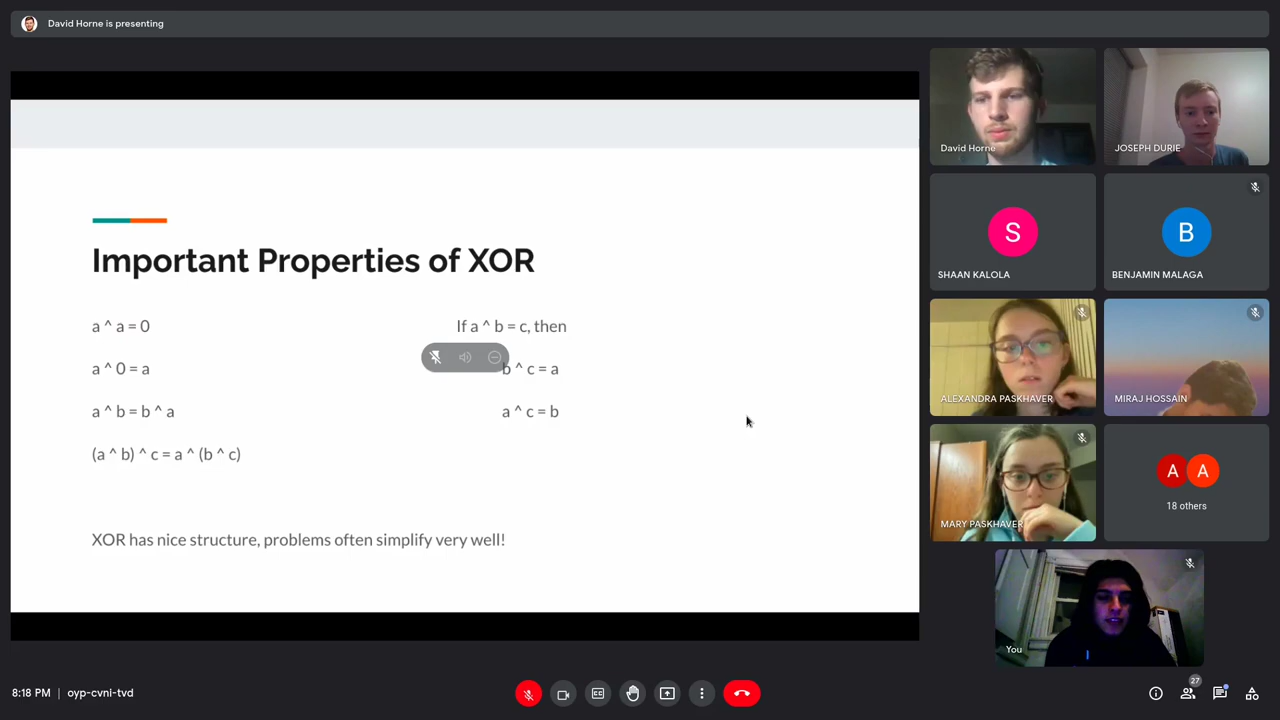 David Horne is presenting
Important Properties of XOR
a ^ a = 0
a ^ 0 = a
a ^ b = b ^ a
(a ^ b) ^ c = a ^ (b ^ c)
If a ^ b = c, then
b ^ c = a
a ^ c = b
XOR has nice structure, problems often simplify very well!
David Horne
JOSEPH DURIE
S
SHAAN KALOLA
B
BENJAMIN MALAGA
ALEXANDRA PASKHAVER
MIRAJ HOSSAIN
MARY PASKHAVER
A A
18 others
You
8:18 PM | oyp-cvni-tvd
CC
27